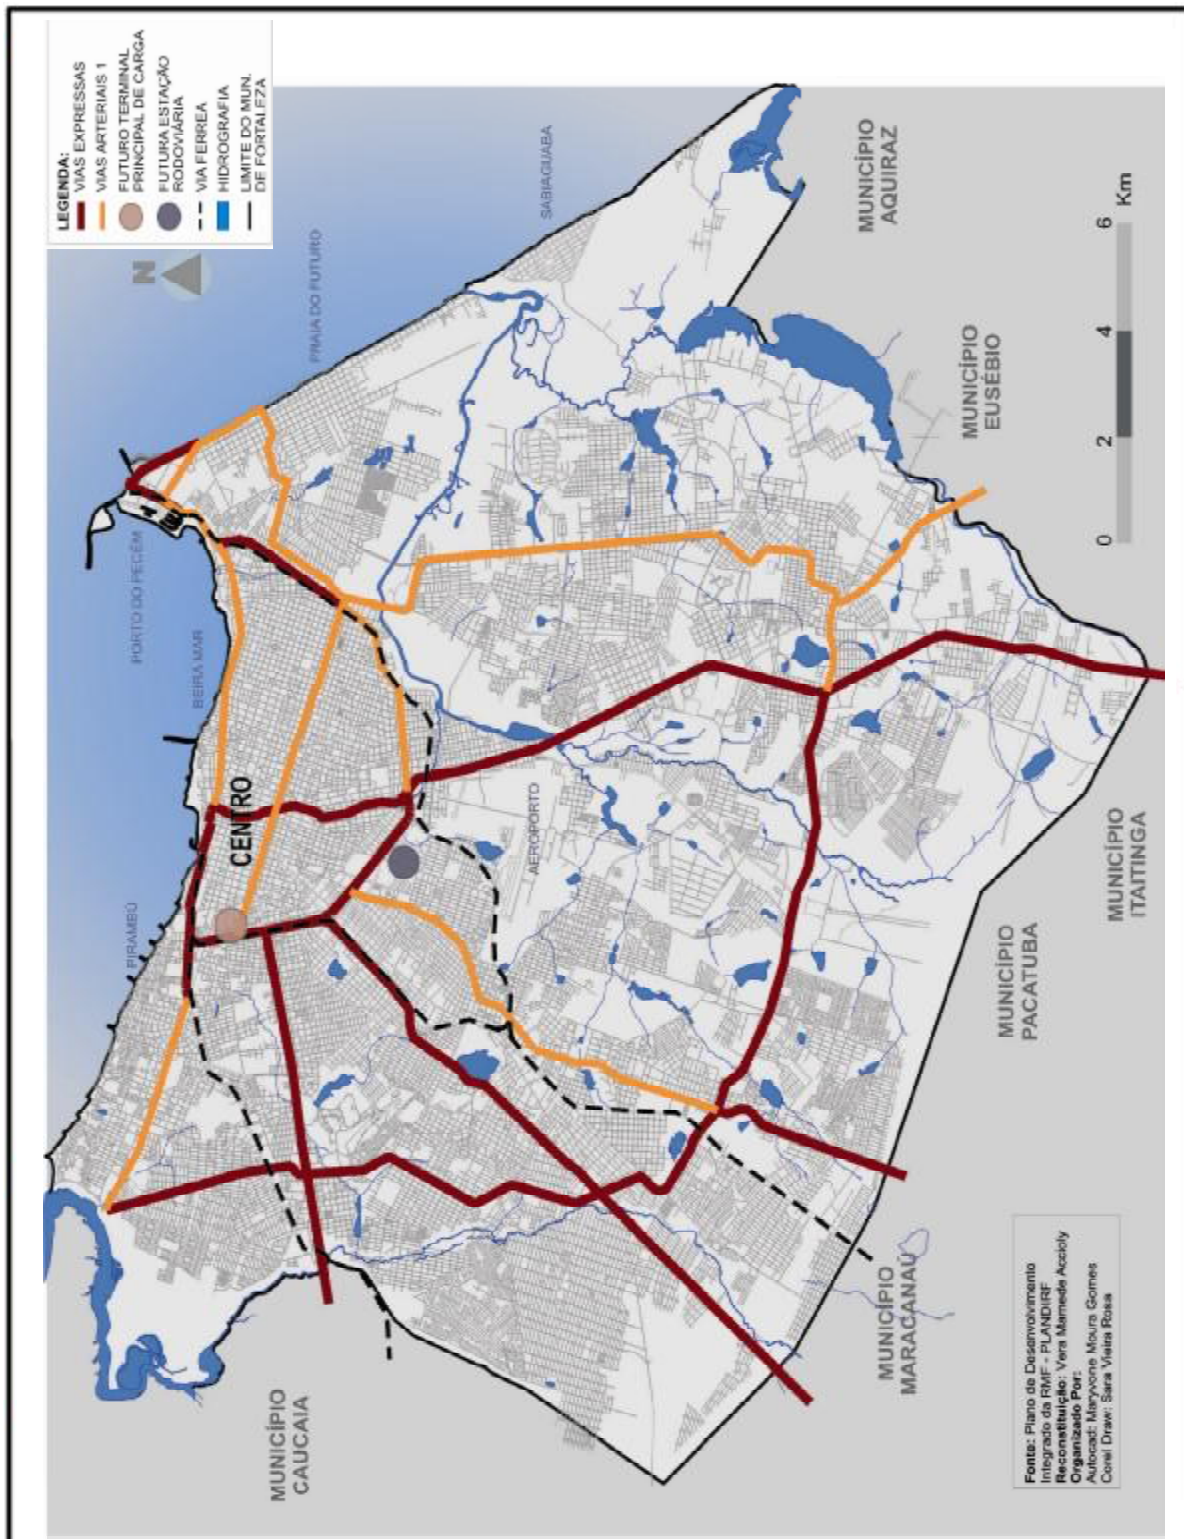 LEGENDA:
VIAS EXPRESSAS
VIAS ARTERIAIS 1
FUTURO TERMINAL
PRINCIPAL DE CARGA
FUTURA ESTAÇÃO
RODOVIÁRIA
VIA FERREA
HIDROGRAFIA
LIMITE DO MUN.
DE FORTALEZA
N
SABIAGUABA
PRAIA DO FUTURO
PORTO DO PECÉM
BEIRA MAR
PIRAMBÚ
CENTRO
AEROPORTO
MUNICÍPIO
AQUIRAZ
MUNICÍPIO
EUSÉBIO
MUNICÍPIO
ITAITINGA
MUNICÍPIO
PACATUBA
MUNICÍPIO
MARACANAÚ
MUNICÍPIO
CAUCAIA
0 2 4 6 Km
Fonte: Plano de Desenvolvimento
Integrado da RMF - PLANDIRF
Reconstituição: Vera Mamede Accioly
Organizado Por:
Autocad: Maryvone Moura Gomes
Corel Draw: Sara Vieira Rosa